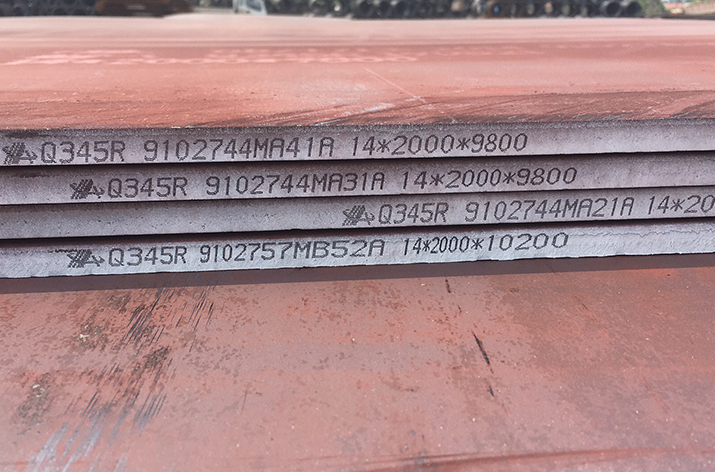 Q345R 9102744MA41A 14*2000*9800
Q345R 9102744MA31A 14*2000*9800
Q345R 9102744MA21A 14*20
Q345R 9102757MB52A 14*2000*10200